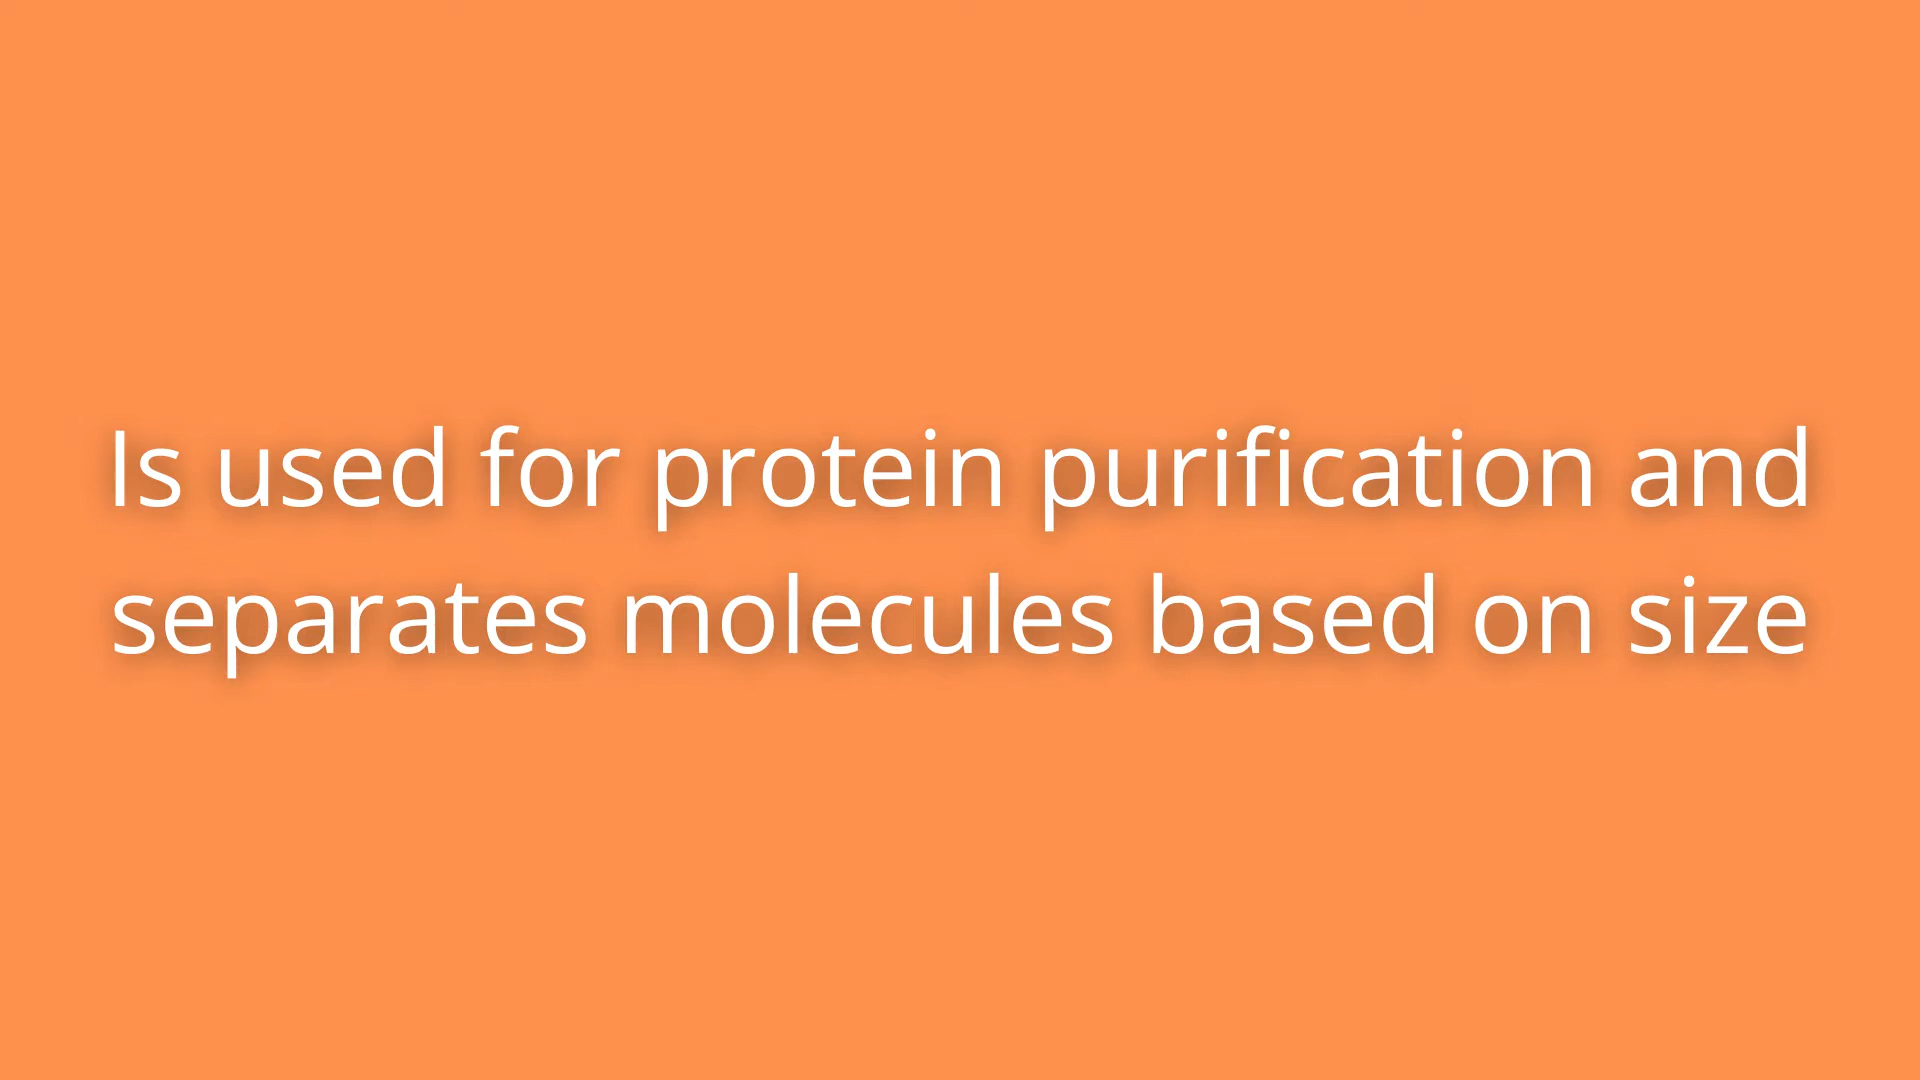 Is used for protein purification and
separates molecules based on size